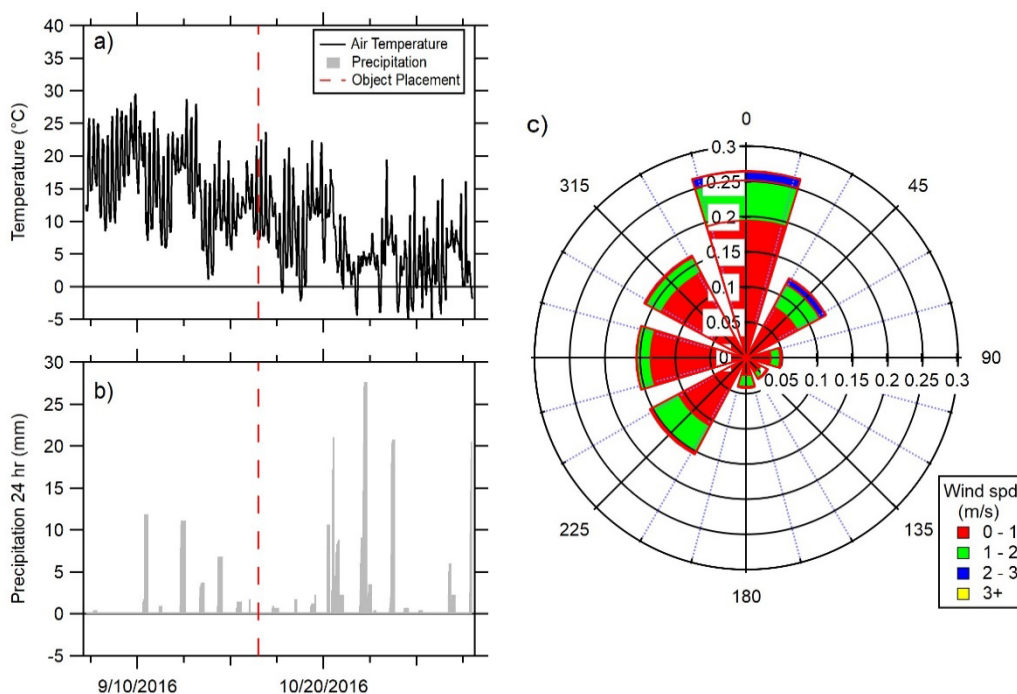 a)
40
35
30
25
20
15
10
5
0
-5
Temperature (°C)
Air Temperature
Precipitation
Object Placement
b)
30
25
20
15
10
5
0
-5
Precipitation 24 hr (mm)
9/10/2016 10/20/2016
c)
0
45
90
135
180
225
315
0.3
0.25
0.2
0.15
0.1
0.05
0
0.05 0.1 0.15 0.2 0.25 0.3
Wind spd
(m/s)
0 - 1
1 - 2
2 - 3
3+